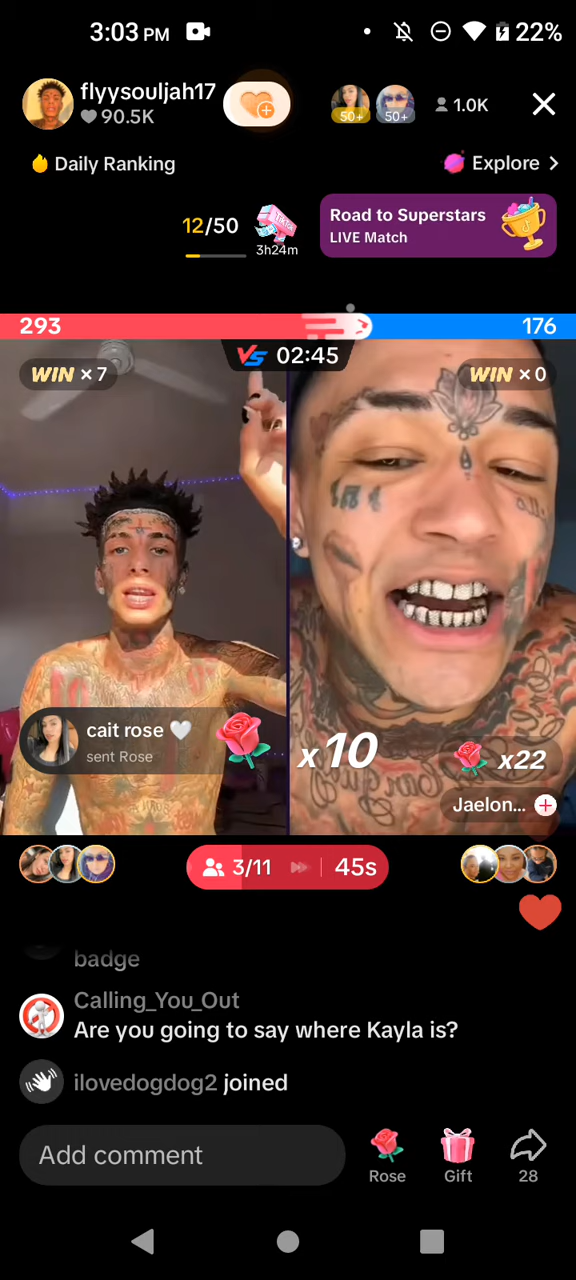 3:03 PM
22%
flyysouljah17
90.5K
50+
50+
1.0K
Daily Ranking
Explore >
12/50
TikTok
3h24m
Road to Superstars
LIVE Match
293
176
VS 02:45
WIN × 7
WIN × 0
cait rose 🤍
sent Rose
x10
x22
Jaelon...
3/11
45s
badge
Calling_You_Out
Are you going to say where Kayla is?
ilovedogdog2 joined
Add comment
Rose
Gift
28